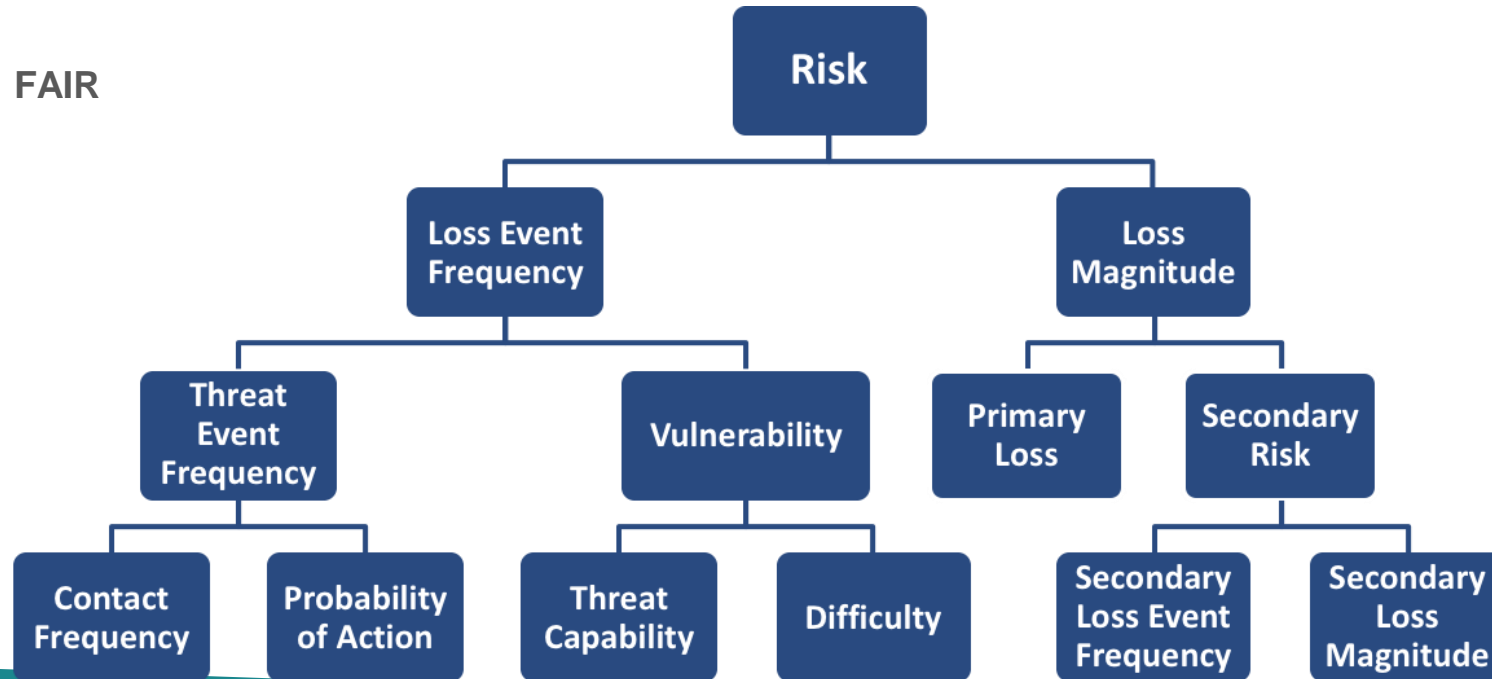 FAIR
Risk
Loss Event
Frequency
Loss
Magnitude
Threat
Event
Frequency
Vulnerability
Primary
Loss
Secondary
Risk
Contact
Frequency
Probability
of Action
Threat
Capability
Difficulty
Secondary
Loss Event
Frequency
Secondary
Loss
Magnitude